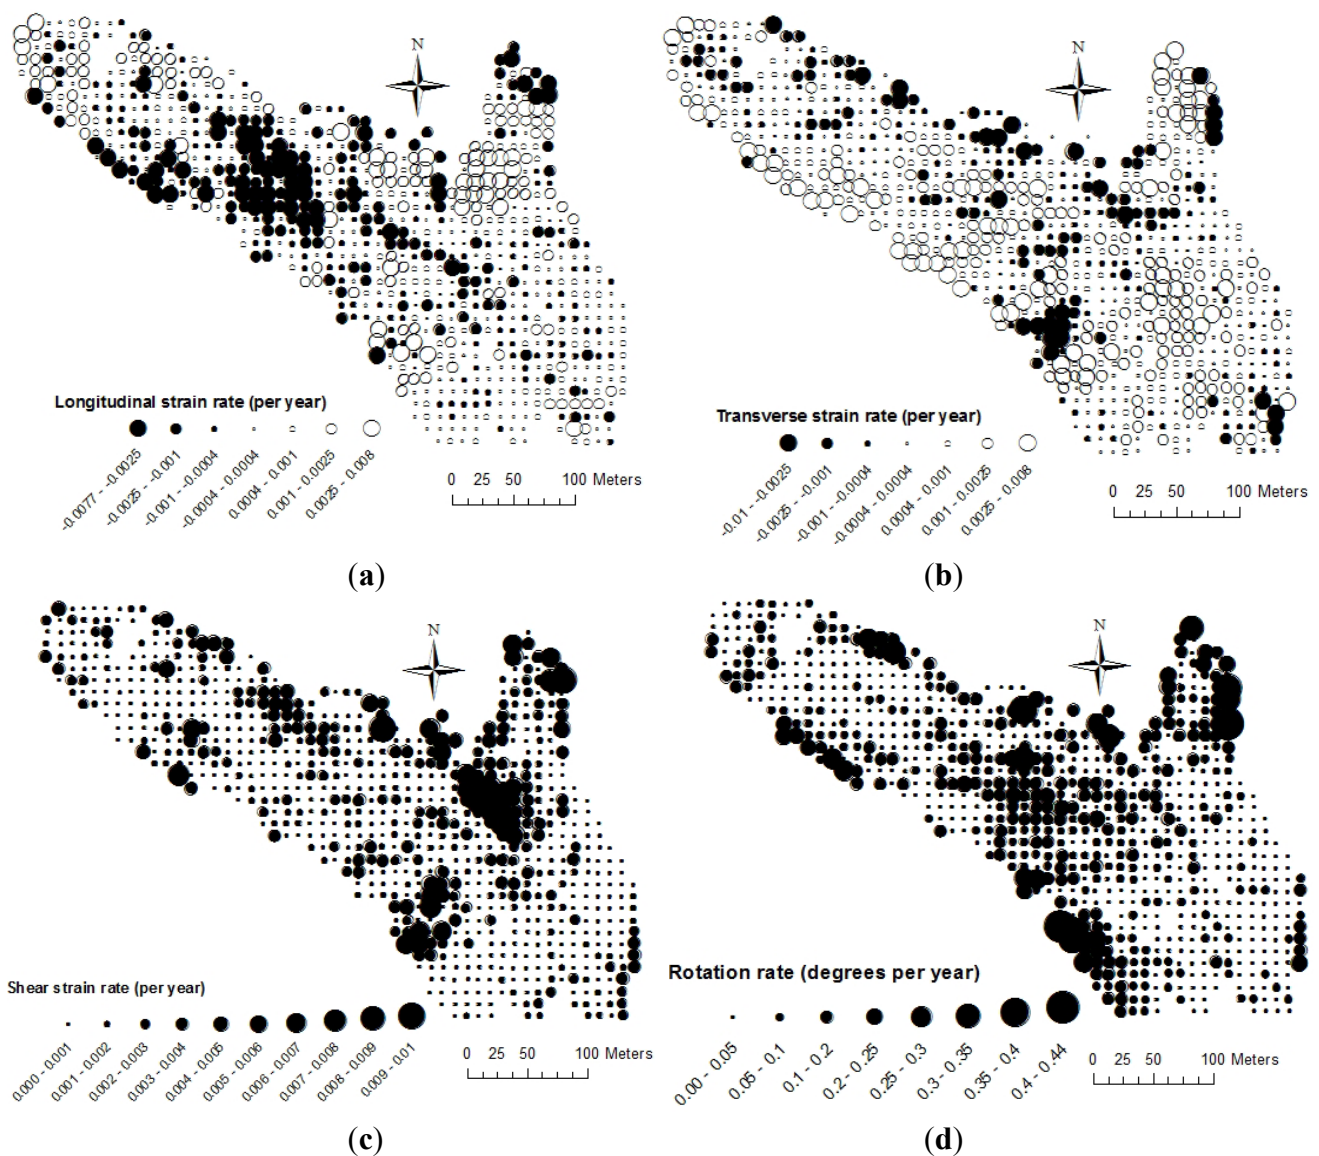 N
N
Longitudinal strain rate (per year)
-0.0077 - -0.0025
-0.0025 - -0.001
-0.001 - -0.0004
-0.0004 - 0.0004
0.0004 - 0.001
0.001 - 0.0025
0.0025 - 0.008
0 25 50 100 Meters
Transverse strain rate (per year)
-0.01 - -0.0025
-0.0025 - -0.001
-0.001 - -0.0004
-0.0004 - 0.0004
0.0004 - 0.001
0.001 - 0.0025
0.0025 - 0.008
0 25 50 100 Meters
(a)
(b)
N
N
Shear strain rate (per year)
0.000 - 0.001
0.001 - 0.002
0.002 - 0.003
0.003 - 0.004
0.004 - 0.005
0.005 - 0.006
0.006 - 0.007
0.007 - 0.008
0.008 - 0.009
0.009 - 0.01
0 25 50 100 Meters
Rotation rate (degrees per year)
0.00 - 0.05
0.05 - 0.1
0.1 - 0.2
0.2 - 0.25
0.25 - 0.3
0.3 - 0.35
0.35 - 0.4
0.4 - 0.44
0 25 50 100 Meters
(c)
(d)